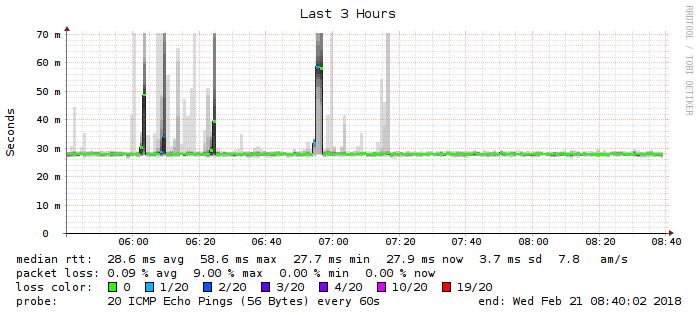 Last 3 Hours
RRDTOOL / TOBI OETIKER
Seconds
70 m
60 m
50 m
40 m
30 m
20 m
10 m
0
06:00 06:20 06:40 07:00 07:20 07:40 08:00 08:20 08:40
median rtt: 28.6 ms avg 58.6 ms max 27.7 ms min 27.9 ms now 3.7 ms sd 7.8 am/s
packet loss: 0.09 % avg 9.00 % max 0.00 % min 0.00 % now
loss color: 0 1/20 2/20 3/20 4/20 10/20 19/20
probe: 20 ICMP Echo Pings (56 Bytes) every 60s end: Wed Feb 21 08:40:02 2018